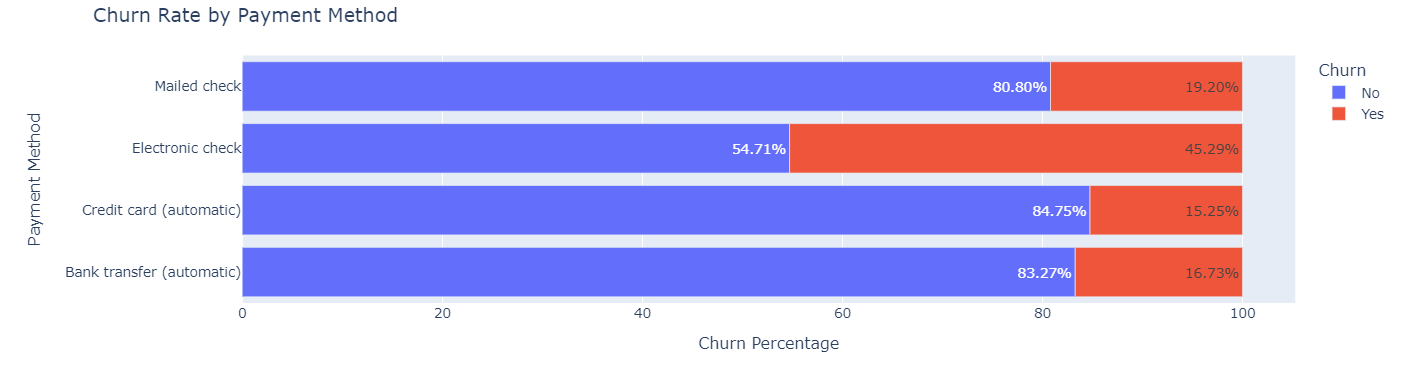 Churn Rate by Payment Method
Churn
No
Yes
Payment Method
Mailed check
80.80%
19.20%
Electronic check
54.71%
45.29%
Credit card (automatic)
84.75%
15.25%
Bank transfer (automatic)
83.27%
16.73%
0
20
40
60
80
100
Churn Percentage